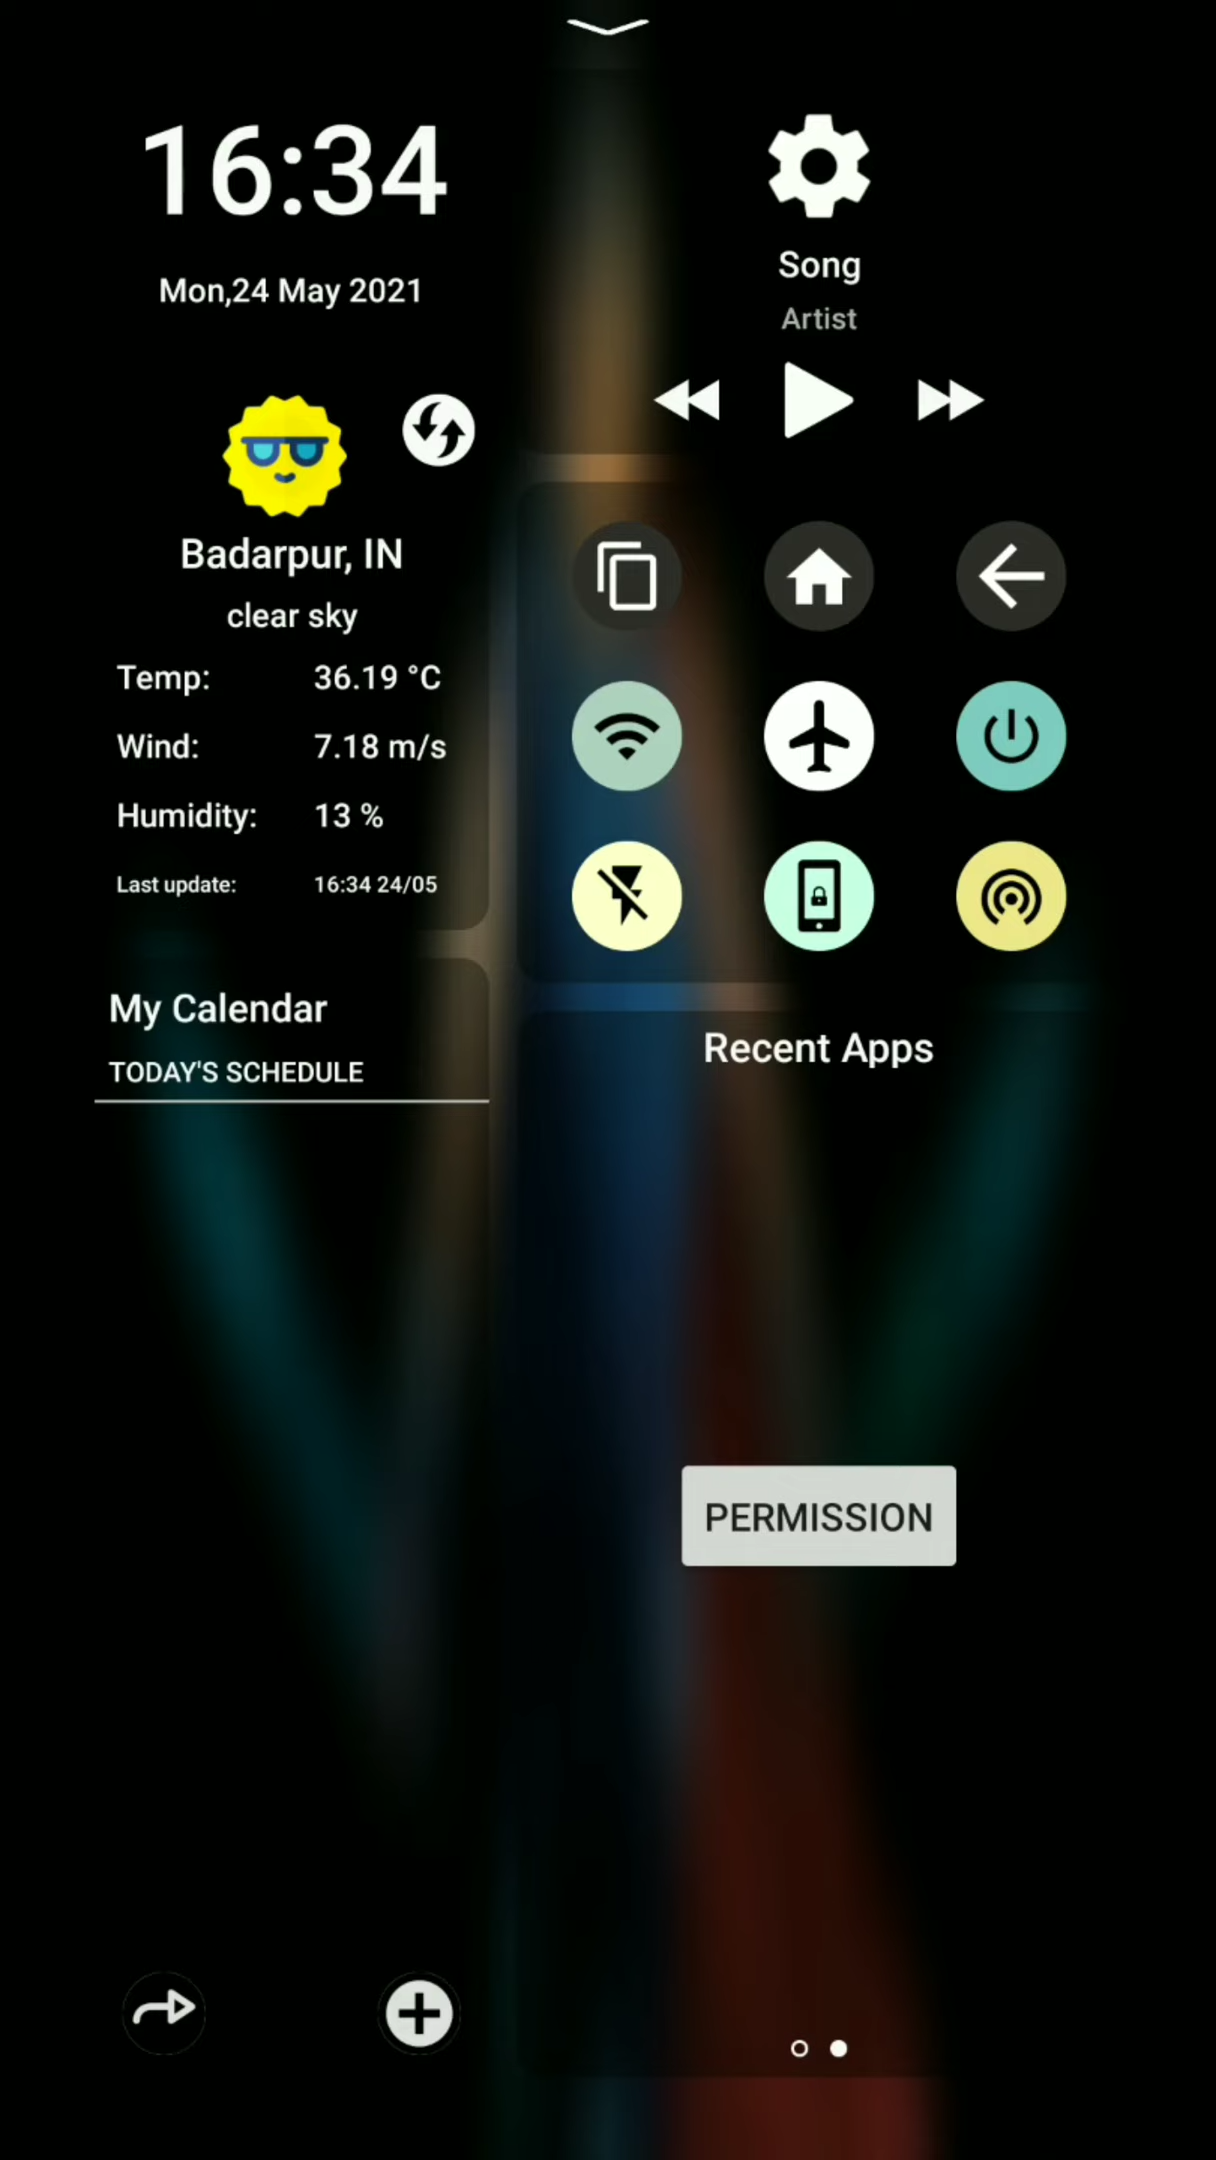 16:34
Mon,24 May 2021
Badarpur, IN
clear sky
Temp: 36.19 °C
Wind: 7.18 m/s
Humidity: 13 %
Last update: 16:34 24/05
My Calendar
TODAY'S SCHEDULE
Song
Artist
Recent Apps
PERMISSION